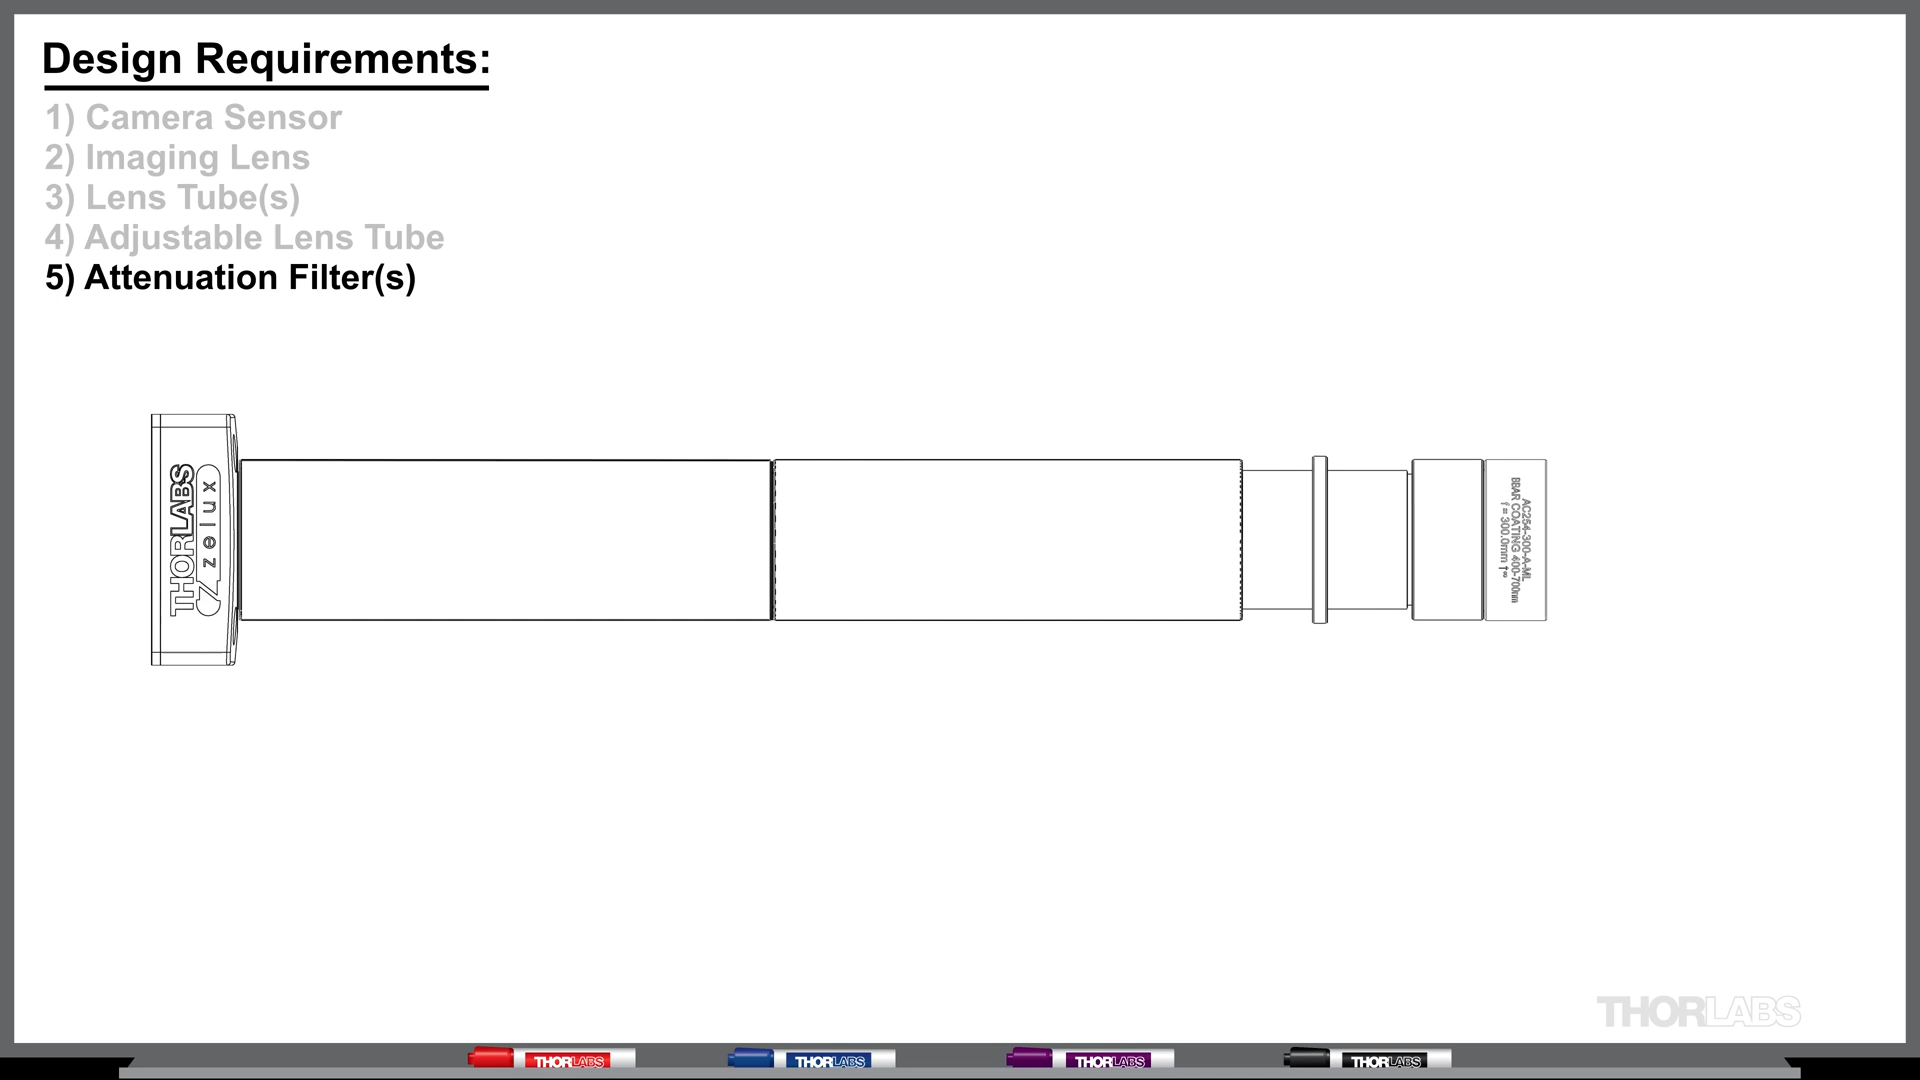 Design Requirements:
1) Camera Sensor
2) Imaging Lens
3) Lens Tube(s)
4) Adjustable Lens Tube
5) Attenuation Filter(s)
THORLABS
zelux
AC254-300-A-ML
BBAR COATING 400-700nm
f = 300.0mm ↑∞
THORLABS
THORLABS
THORLABS
THORLABS
THORLABS